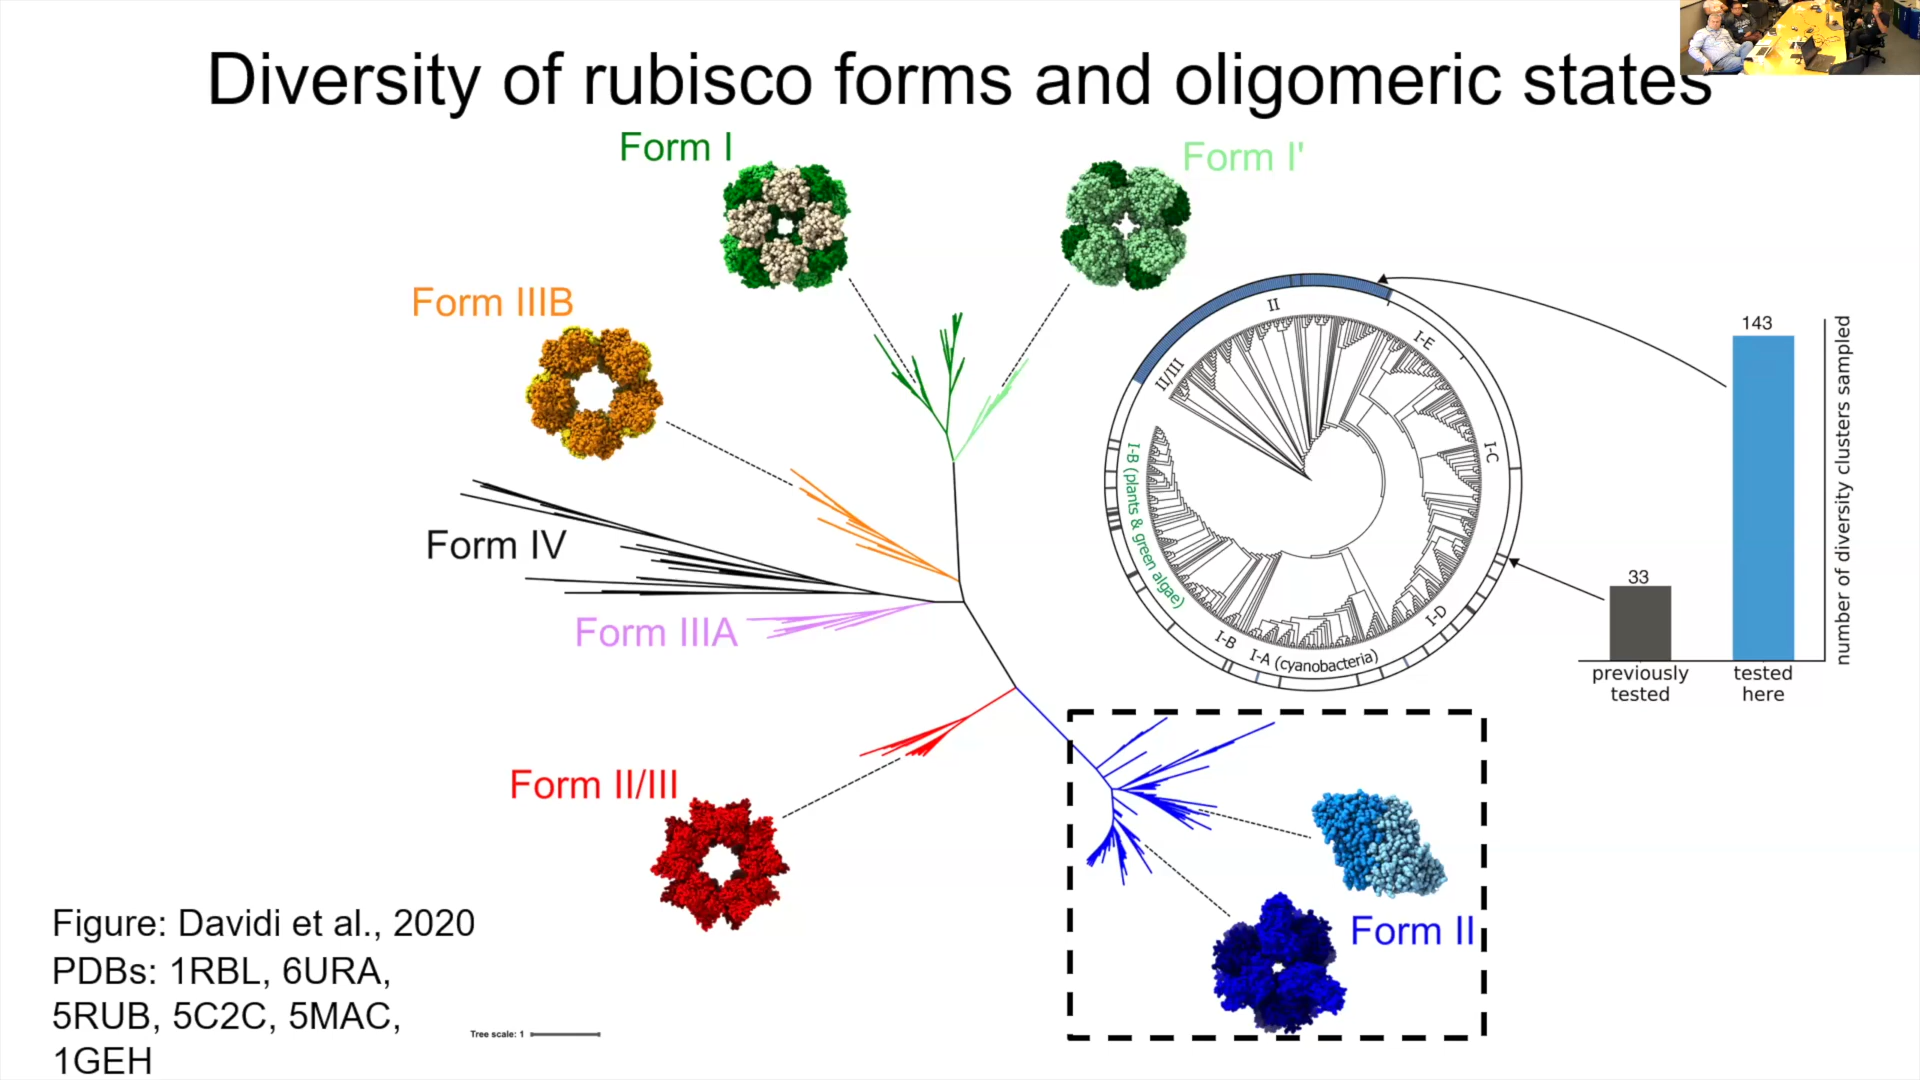 Diversity of rubisco forms and oligomeric states
Form I
Form I'
Form IIIB
Form IV
Form IIIA
Form II/III
Form II
II
II/III
I-E
I-C
I-D
I-A (cyanobacteria)
I-B
I-B (plants & green algae)
143
33
previously
tested
tested
here
number of diversity clusters sampled
Figure: Davidi et al., 2020
PDBs: 1RBL, 6URA,
5RUB, 5C2C, 5MAC,
1GEH
Tree scale: 1